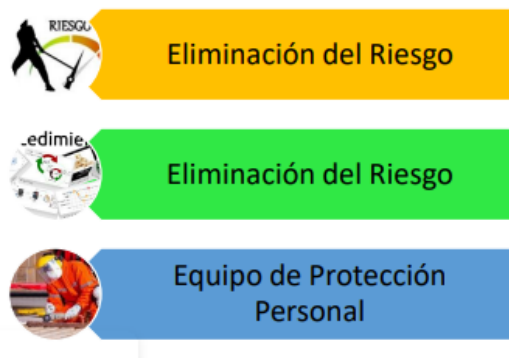 RIESGO
Eliminación del Riesgo
Eliminación del Riesgo
Equipo de Protección
Personal